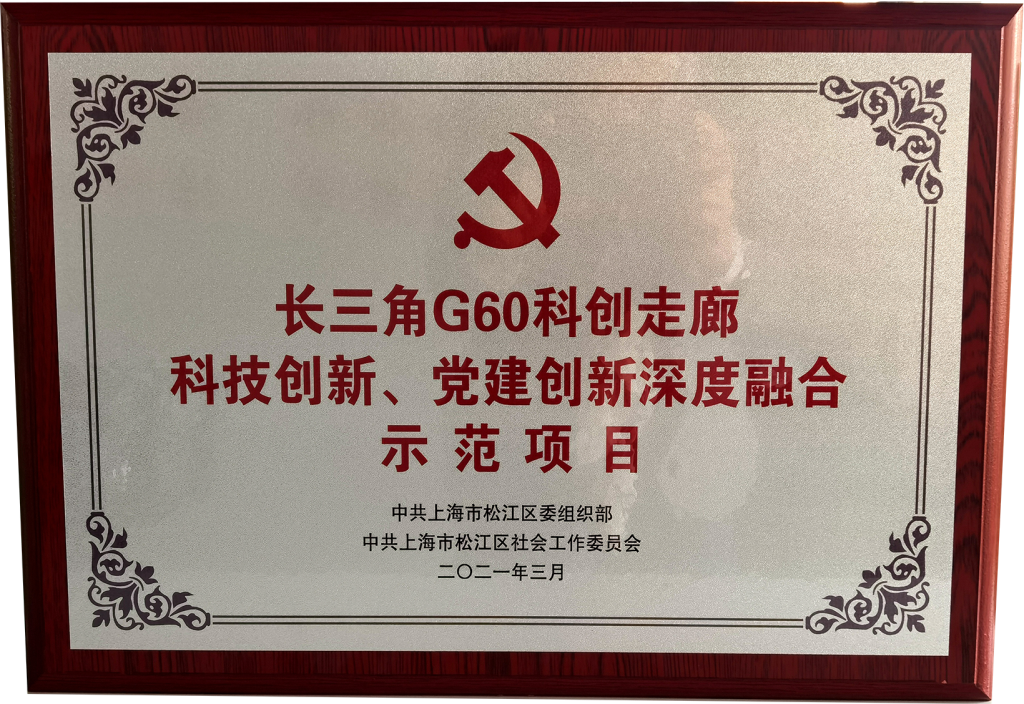 长三角G60科创走廊
科技创新、党建创新深度融合
示范项目
中共上海市松江区委组织部
中共上海市松江区社会工作委员会
二〇二一年三月